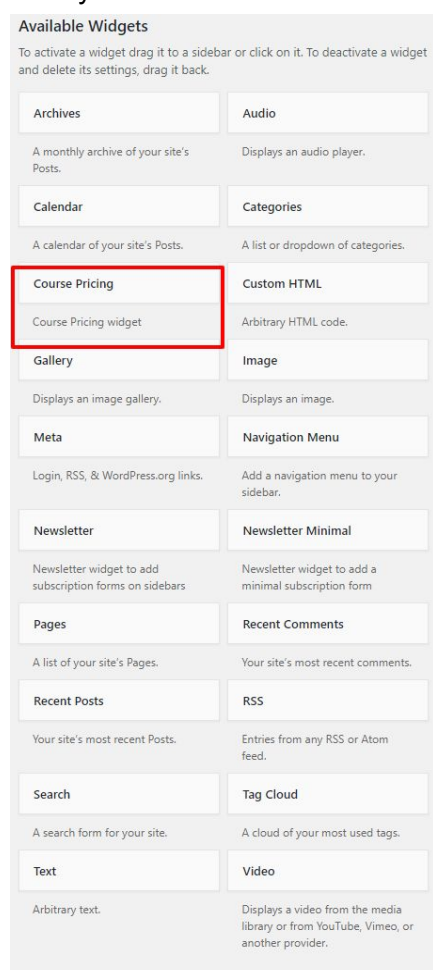 Available Widgets
To activate a widget drag it to a sidebar or click on it. To deactivate a widget
and delete its settings, drag it back.
Archives
Audio
A monthly archive of your site's
Posts.
Displays an audio player.
Calendar
Categories
A calendar of your site's Posts.
A list or dropdown of categories.
Course Pricing
Custom HTML
Course Pricing widget
Arbitrary HTML code.
Gallery
Image
Displays an image gallery.
Displays an image.
Meta
Navigation Menu
Login, RSS, & WordPress.org links.
Add a navigation menu to your
sidebar.
Newsletter
Newsletter Minimal
Newsletter widget to add
subscription forms on sidebars
Newsletter widget to add a
minimal subscription form
Pages
Recent Comments
A list of your site's Pages.
Your site's most recent comments.
Recent Posts
RSS
Your site's most recent Posts.
Entries from any RSS or Atom
feed.
Search
Tag Cloud
A search form for your site.
A cloud of your most used tags.
Text
Video
Arbitrary text.
Displays a video from the media
library or from YouTube, Vimeo, or
another provider.